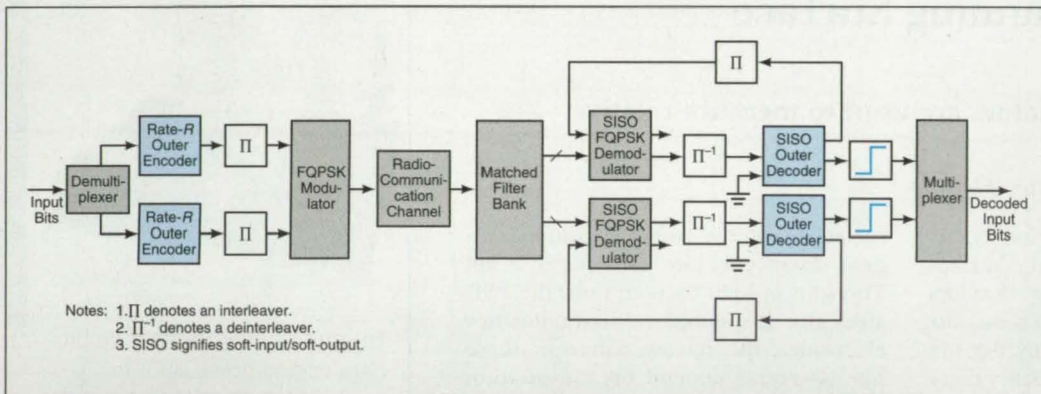 Input
Bits
Demulti-
plexer
Rate-R
Outer
Encoder
Π
Rate-R
Outer
Encoder
Π
FQPSK
Modu-
lator
Radio-
Communi-
cation
Channel
Matched
Filter
Bank
Π
SISO
FQPSK
Demod-
ulator
Π⁻¹
SISO
Outer
Decoder
SISO
FQPSK
Demod-
ulator
Π⁻¹
SISO
Outer
Decoder
Π
Multi-
plexer
Decoded
Input
Bits
Notes: 1.Π denotes an interleaver.
2. Π⁻¹ denotes a deinterleaver.
3. SISO signifies soft-input/soft-output.